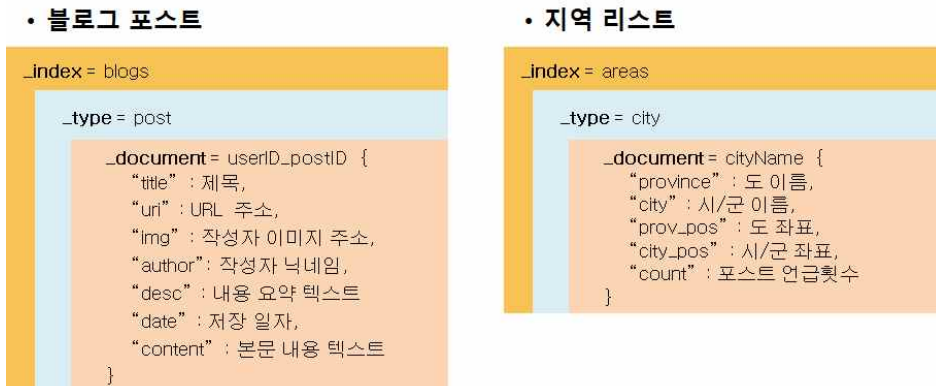 • 블로그 포스트
_index = blogs
_type = post
_document = userID_postID {
“title” : 제목,
“uri” : URL 주소,
“img” : 작성자 이미지 주소,
“author” : 작성자 닉네임,
“desc” : 내용 요약 텍스트
“date” : 저장 일자,
“content” : 본문 내용 텍스트
}
• 지역 리스트
_index = areas
_type = city
_document = cityName {
“province” : 도 이름,
“city” : 시/군 이름,
“prov_pos” : 도 좌표,
“city_pos” : 시/군 좌표,
“count” : 포스트 언급횟수
}